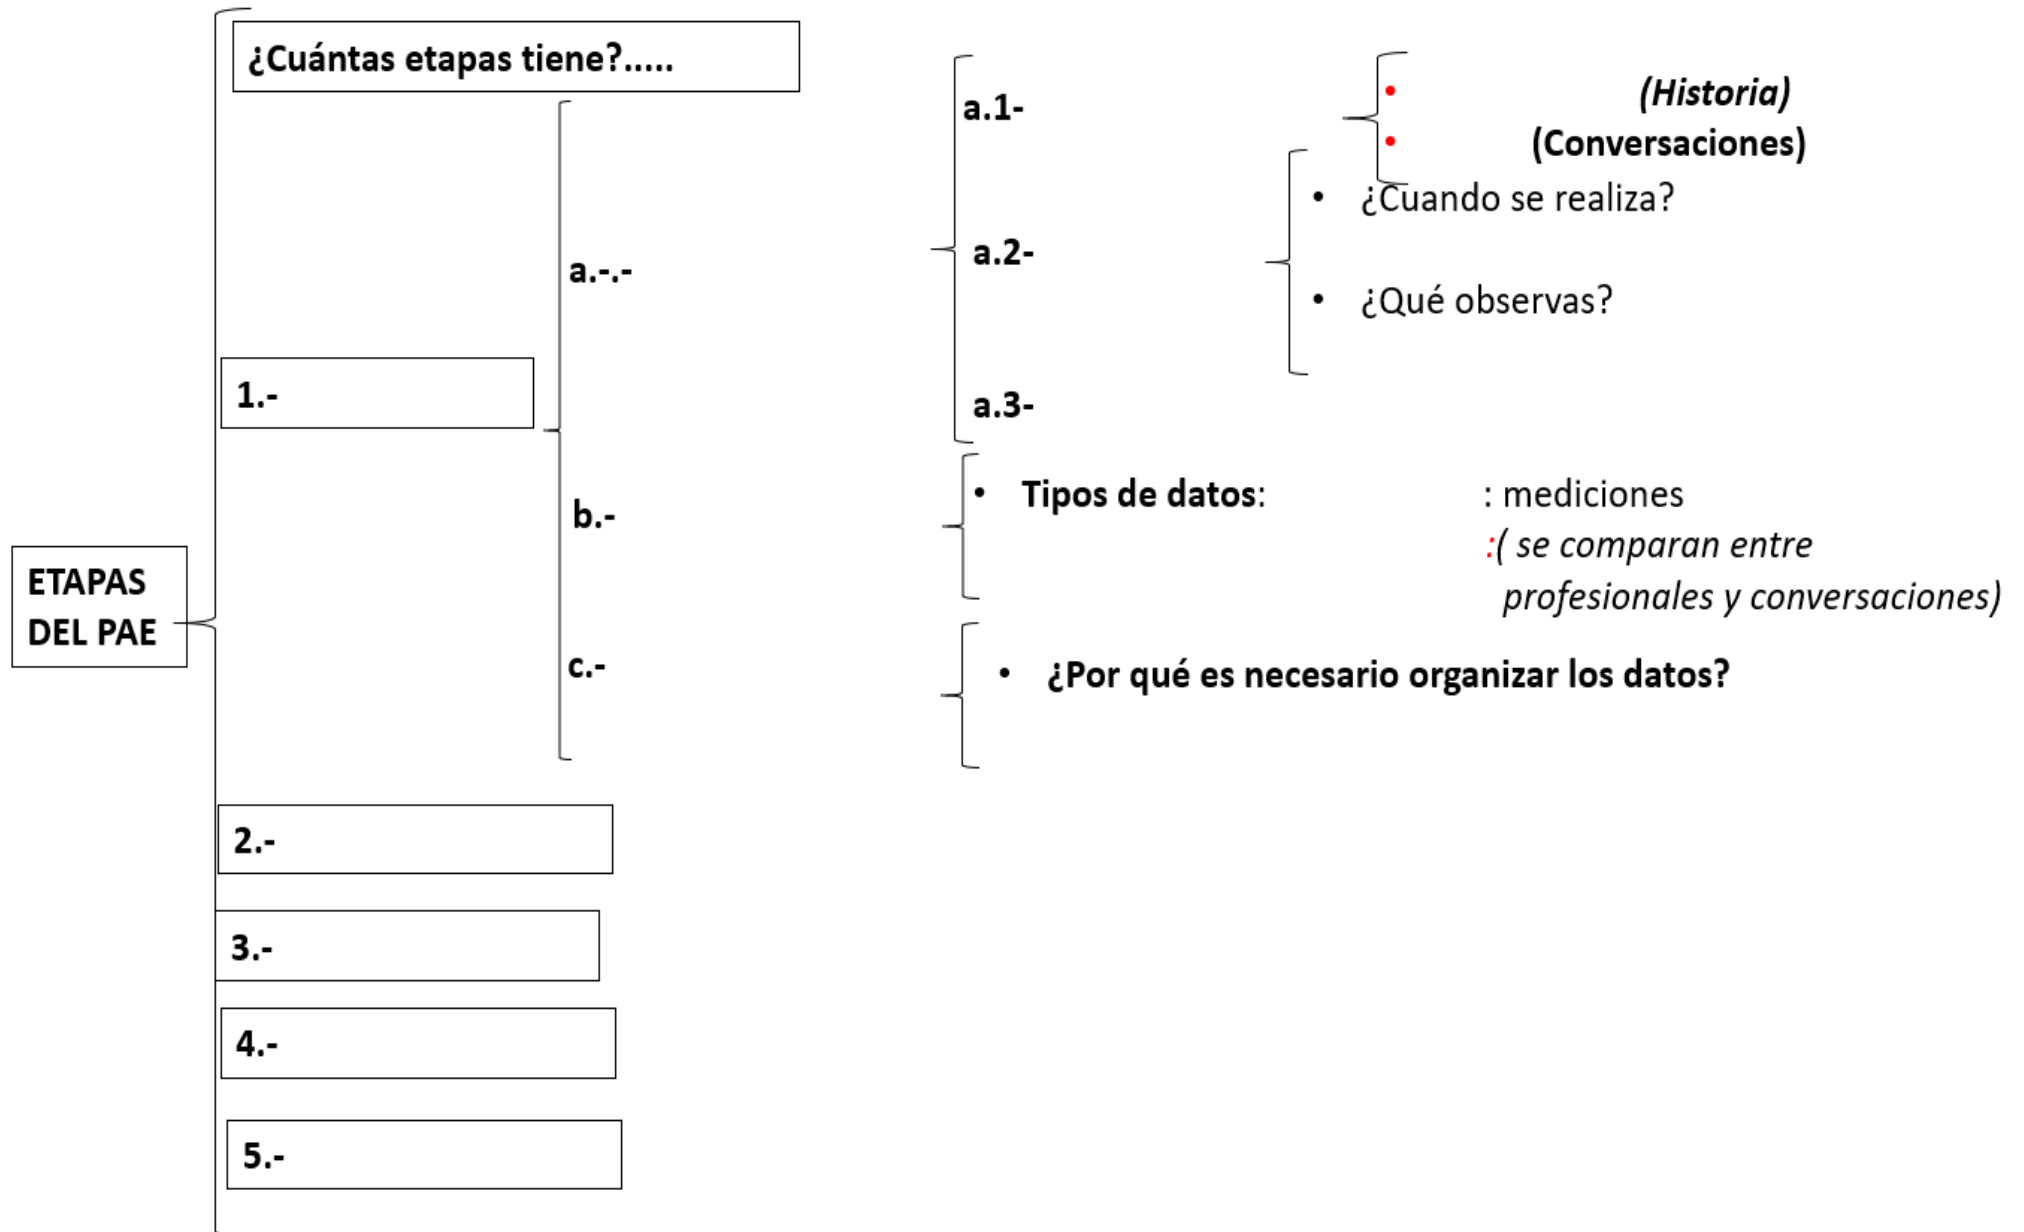 ¿Cuántas etapas tiene?.....
a.1-
• (Historia)
• (Conversaciones)
• ¿Cuando se realiza?
a.2-
a.-.-
• ¿Qué observas?
1.-
a.3-
• Tipos de datos: : mediciones
b.-
:( se comparan entre
profesionales y conversaciones)
ETAPAS
DEL PAE
c.-
• ¿Por qué es necesario organizar los datos?
2.-
3.-
4.-
5.-